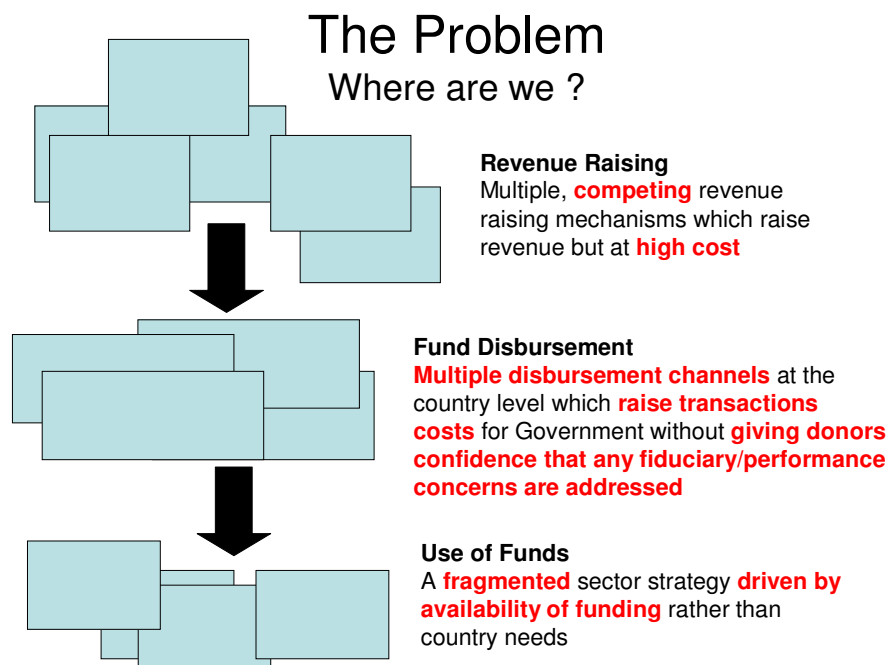 The Problem
Where are we ?
Revenue Raising
Multiple, competing revenue
raising mechanisms which raise
revenue but at high cost
Fund Disbursement
Multiple disbursement channels at the
country level which raise transactions
costs for Government without giving donors
confidence that any fiduciary/performance
concerns are addressed
Use of Funds
A fragmented sector strategy driven by
availability of funding rather than
country needs